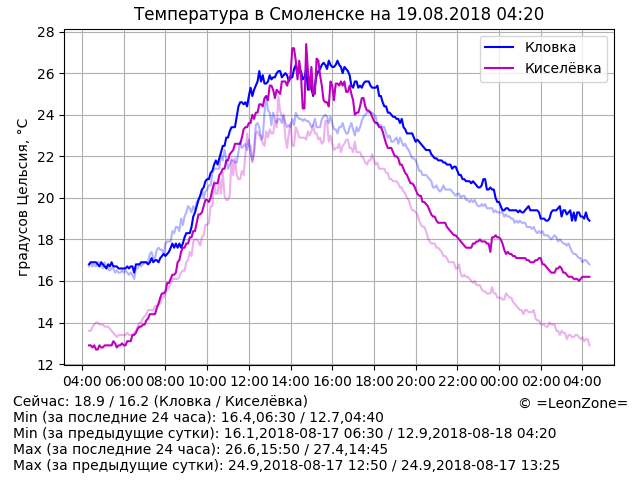 Температура в Смоленске на 19.08.2018 04:20
градусов Цельсия, °C
28
26
24
22
20
18
16
14
12
Кловка
Киселёвка
04:00 06:00 08:00 10:00 12:00 14:00 16:00 18:00 20:00 22:00 00:00 02:00 04:00
Сейчас: 18.9 / 16.2 (Кловка / Киселёвка)
© =LeonZone=
Min (за последние 24 часа): 16.4,06:30 / 12.7,04:40
Min (за предыдущие сутки): 16.1,2018-08-17 06:30 / 12.9,2018-08-18 04:20
Max (за последние 24 часа): 26.6,15:50 / 27.4,14:45
Max (за предыдущие сутки): 24.9,2018-08-17 12:50 / 24.9,2018-08-17 13:25